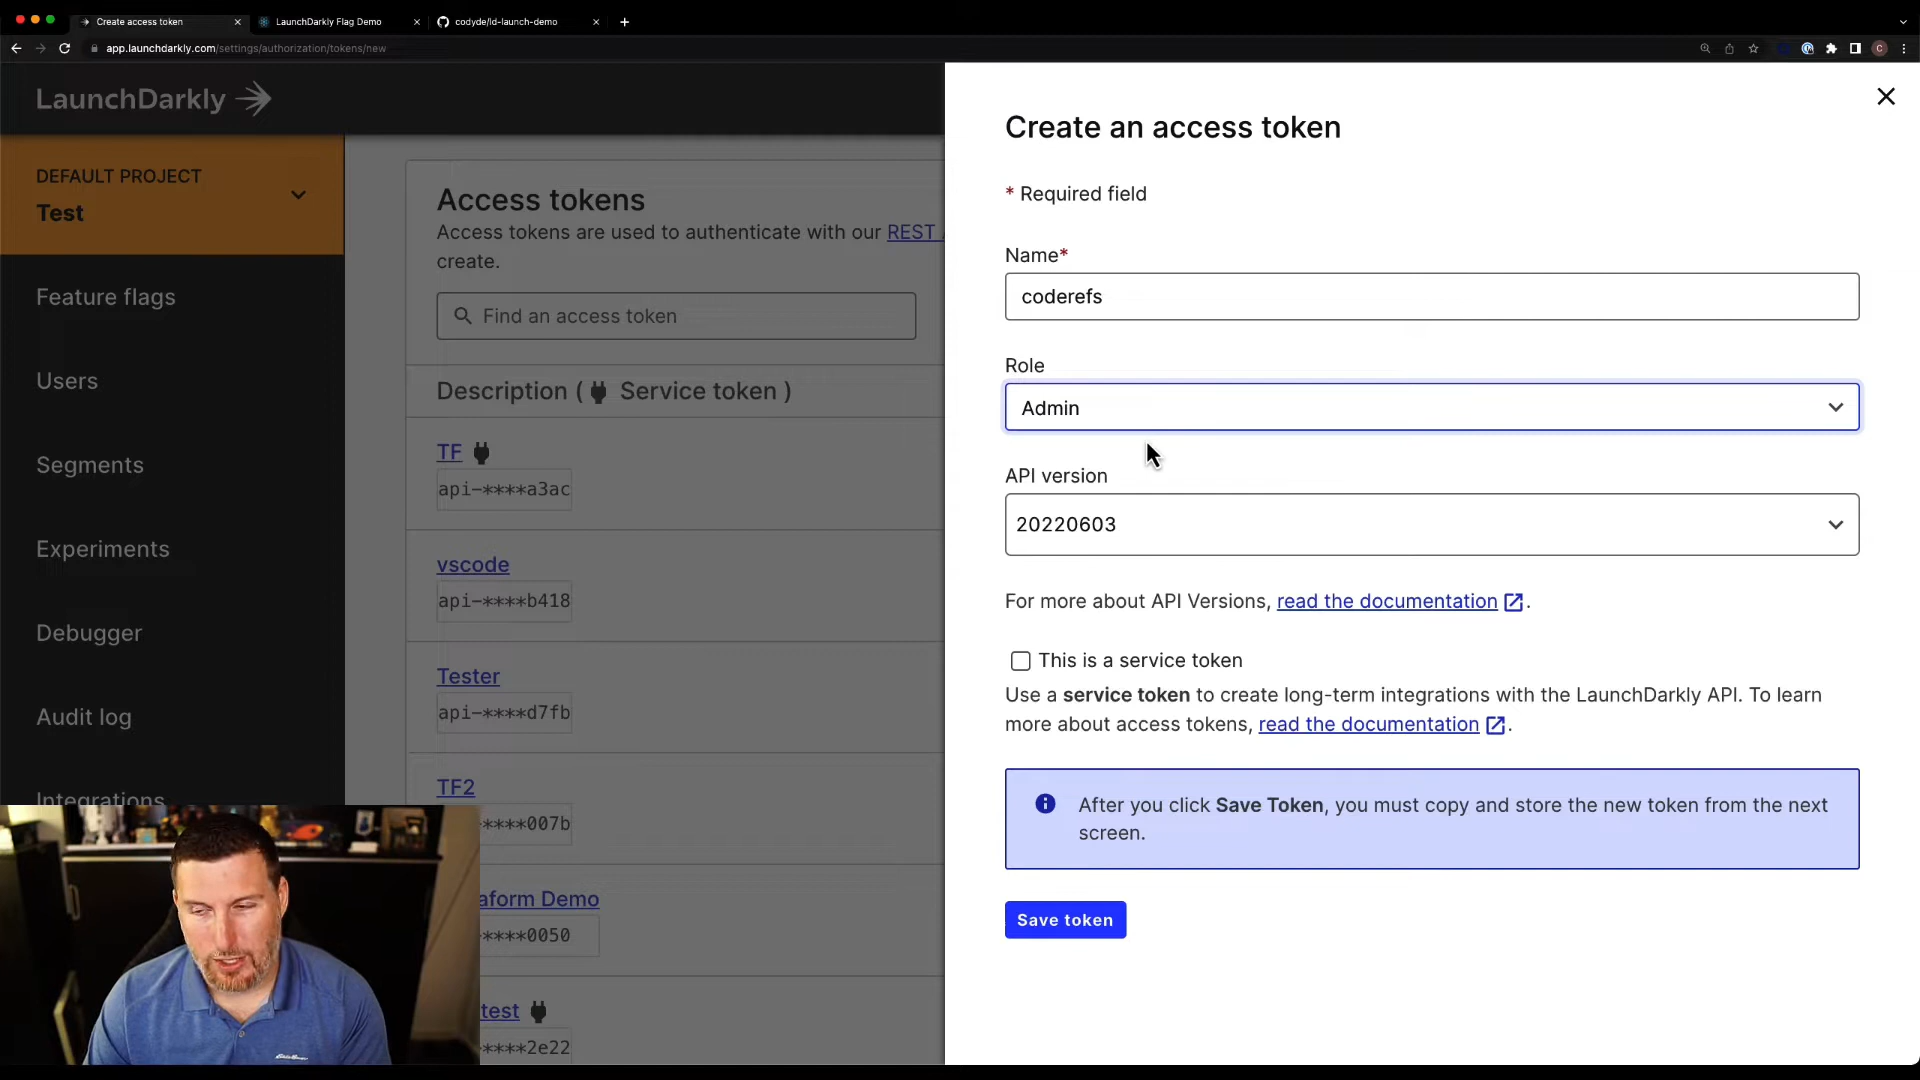 Create access token
LaunchDarkly Flag Demo
codyde/ld-launch-demo
app.launchdarkly.com/settings/authorization/tokens/new
LaunchDarkly
DEFAULT PROJECT
Test
Feature flags
Users
Segments
Experiments
Debugger
Audit log
Integrations
Access tokens
Access tokens are used to authenticate with our REST
create.
Find an access token
Description ( Service token )
TF
api-****a3ac
vscode
api-****b418
Tester
api-****d7fb
TF2
****007b
aform Demo
****0050
test
****2e22
Create an access token
* Required field
Name*
coderefs
Role
Admin
API version
20220603
For more about API Versions, read the documentation .
This is a service token
Use a service token to create long-term integrations with the LaunchDarkly API. To learn
more about access tokens, read the documentation .
After you click Save Token, you must copy and store the new token from the next
screen.
Save token